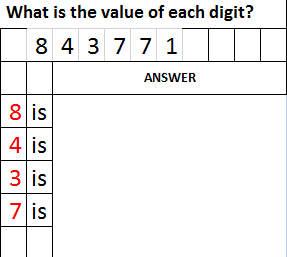 What is the value of each digit?
8 4 3 7 7 1
ANSWER
8 is
4 is
3 is
7 is